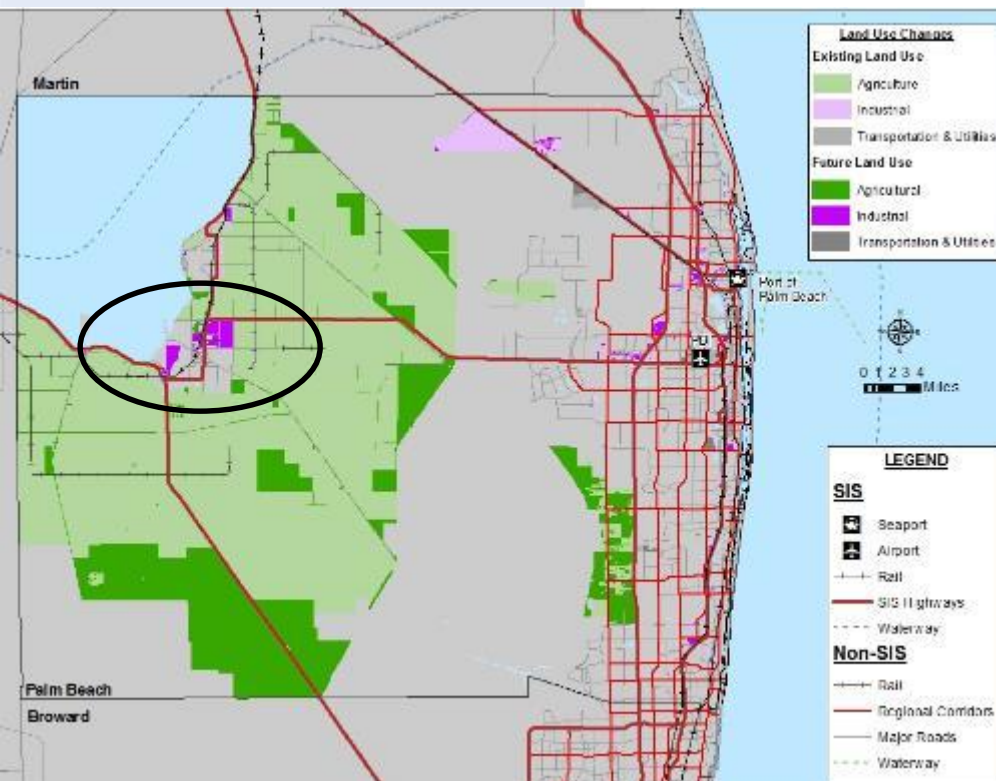 Martin
Palm Beach
Broward
Port of
Palm Beach
PBI
Land Use Changes
Existing Land Use
Agriculture
Industrial
Transportation & Utilities
Future Land Use
Agricultural
Industrial
Transportation & Utilities
0 1 2 3 4
Miles
LEGEND
SIS
Seaport
Airport
Rail
SIS Highways
Waterway
Non-SIS
Rail
Regional Corridors
Major Roads
Waterway